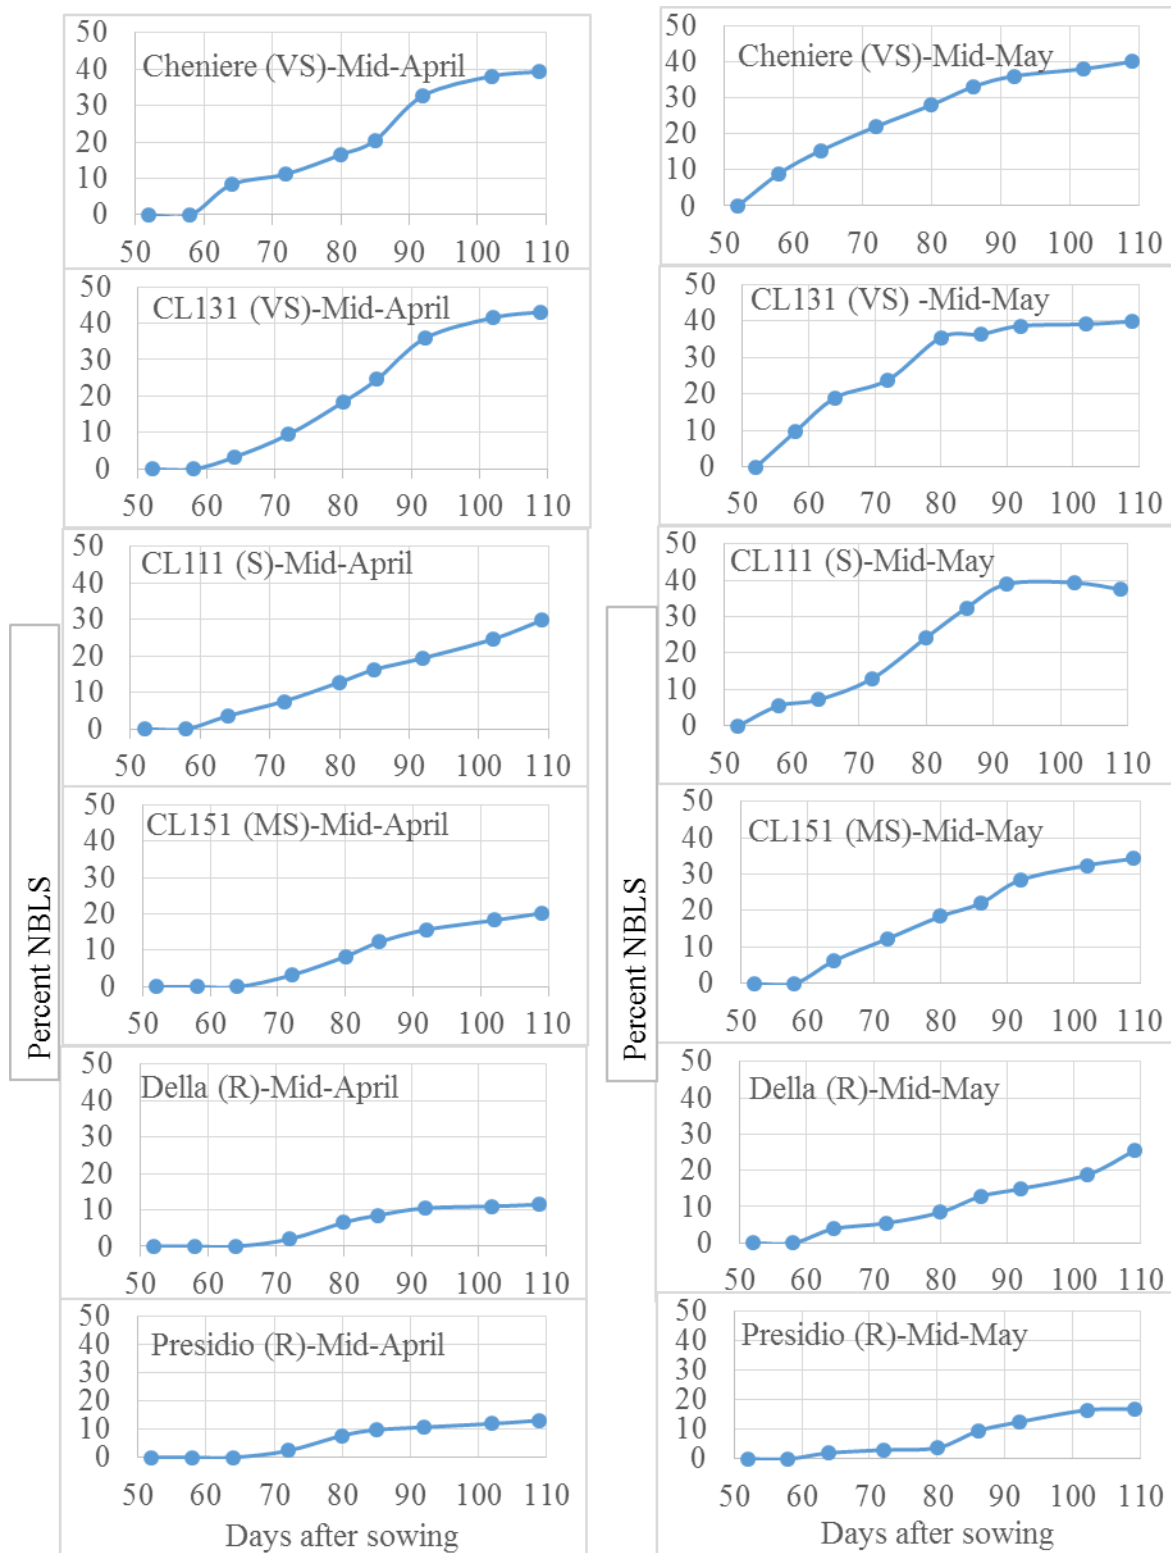 50
40
30
20
10
0
Cheniere (VS)-Mid-April
50 60 70 80 90 100 110
50
40
30
20
10
0
CL131 (VS)-Mid-April
50 60 70 80 90 100 110
50
40
30
20
10
0
CL111 (S)-Mid-April
50 60 70 80 90 100 110
50
40
30
20
10
0
CL151 (MS)-Mid-April
50 60 70 80 90 100 110
50
40
30
20
10
0
Della (R)-Mid-April
50 60 70 80 90 100 110
50
40
30
20
10
0
Presidio (R)-Mid-April
50 60 70 80 90 100 110
Days after sowing
Percent NBLS
50
40
30
20
10
0
Cheniere (VS)-Mid-May
50 60 70 80 90 100 110
50
40
30
20
10
0
CL131 (VS) -Mid-May
50 60 70 80 90 100 110
50
40
30
20
10
0
CL111 (S)-Mid-May
50 60 70 80 90 100 110
50
40
30
20
10
0
CL151 (MS)-Mid-May
50 60 70 80 90 100 110
50
40
30
20
10
0
Della (R)-Mid-May
50 60 70 80 90 100 110
50
40
30
20
10
0
Presidio (R)-Mid-May
50 60 70 80 90 100 110
Days after sowing
Percent NBLS